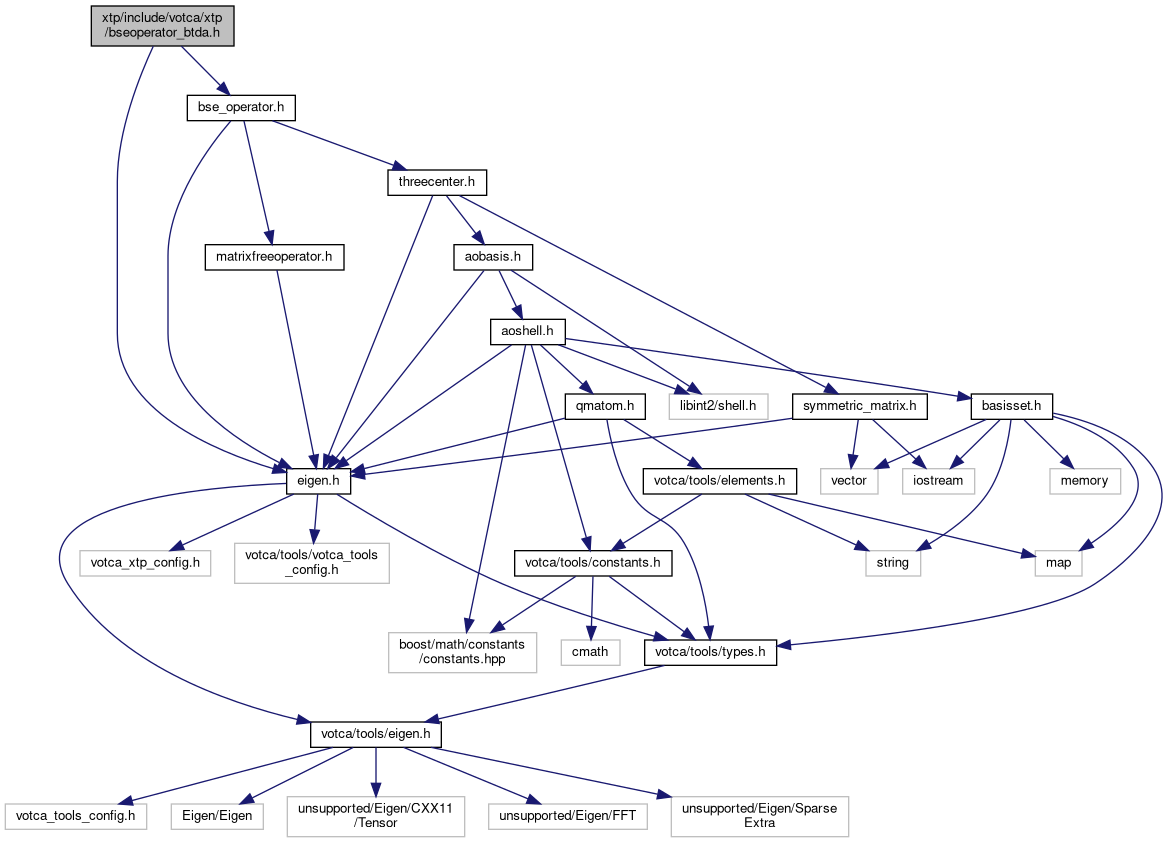 xtp/include/votca/xtp
/bseoperator_btda.h
bse_operator.h
threecenter.h
matrixfreeoperator.h
aobasis.h
aoshell.h
qmatom.h
libint2/shell.h
symmetric_matrix.h
basisset.h
eigen.h
votca/tools/elements.h
vector
iostream
memory
votca_xtp_config.h
votca/tools/votca_tools
_config.h
votca/tools/constants.h
string
map
boost/math/constants
/constants.hpp
cmath
votca/tools/types.h
votca/tools/eigen.h
votca_tools_config.h
Eigen/Eigen
unsupported/Eigen/CXX11
/Tensor
unsupported/Eigen/FFT
unsupported/Eigen/Sparse
Extra